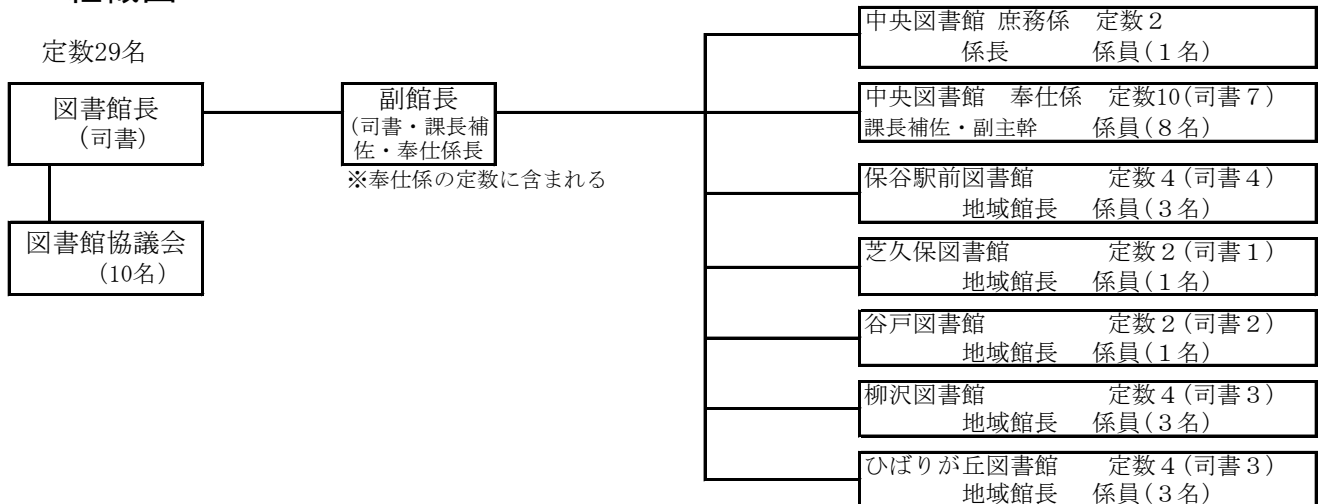 定数29名
図書館長
(司書)
図書館協議会
(10名)
副館長
(司書・課長補
佐・奉仕係長
※奉仕係の定数に含まれる
中央図書館 庶務係 定数２
係長 係員(１名)
中央図書館 奉仕係 定数10(司書７)
課長補佐・副主幹 係員(８名)
保谷駅前図書館 定数４(司書４)
地域館長 係員(３名)
芝久保図書館 定数２(司書１)
地域館長 係員(１名)
谷戸図書館 定数２(司書２)
地域館長 係員(１名)
柳沢図書館 定数４(司書３)
地域館長 係員(３名)
ひばりが丘図書館 定数４(司書３)
地域館長 係員(３名)